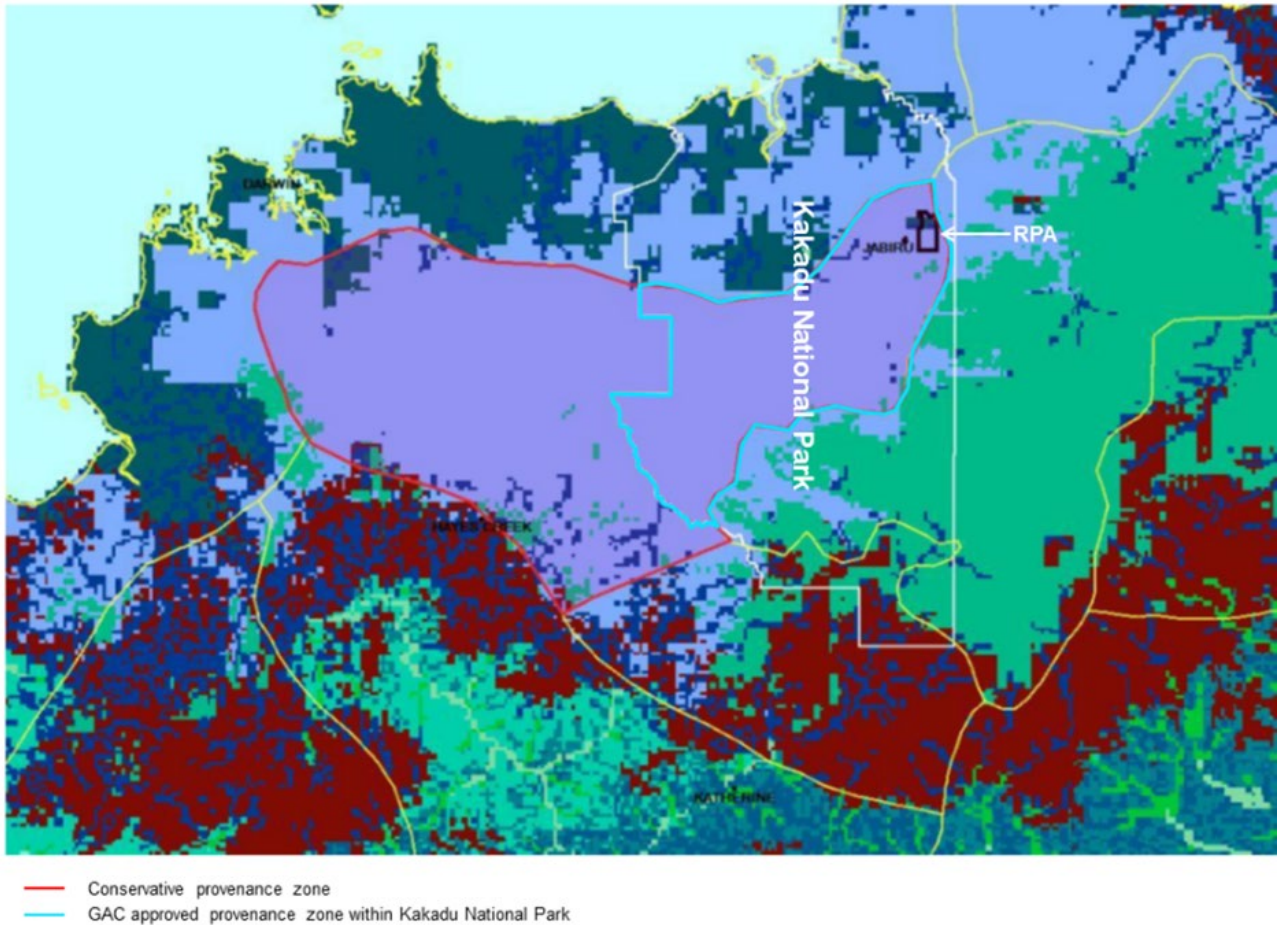 DARWIN
Kakadu National Park
JABIRU
RPA
HAYES CREEK
KATHERINE
Conservative provenance zone
GAC approved provenance zone within Kakadu National Park